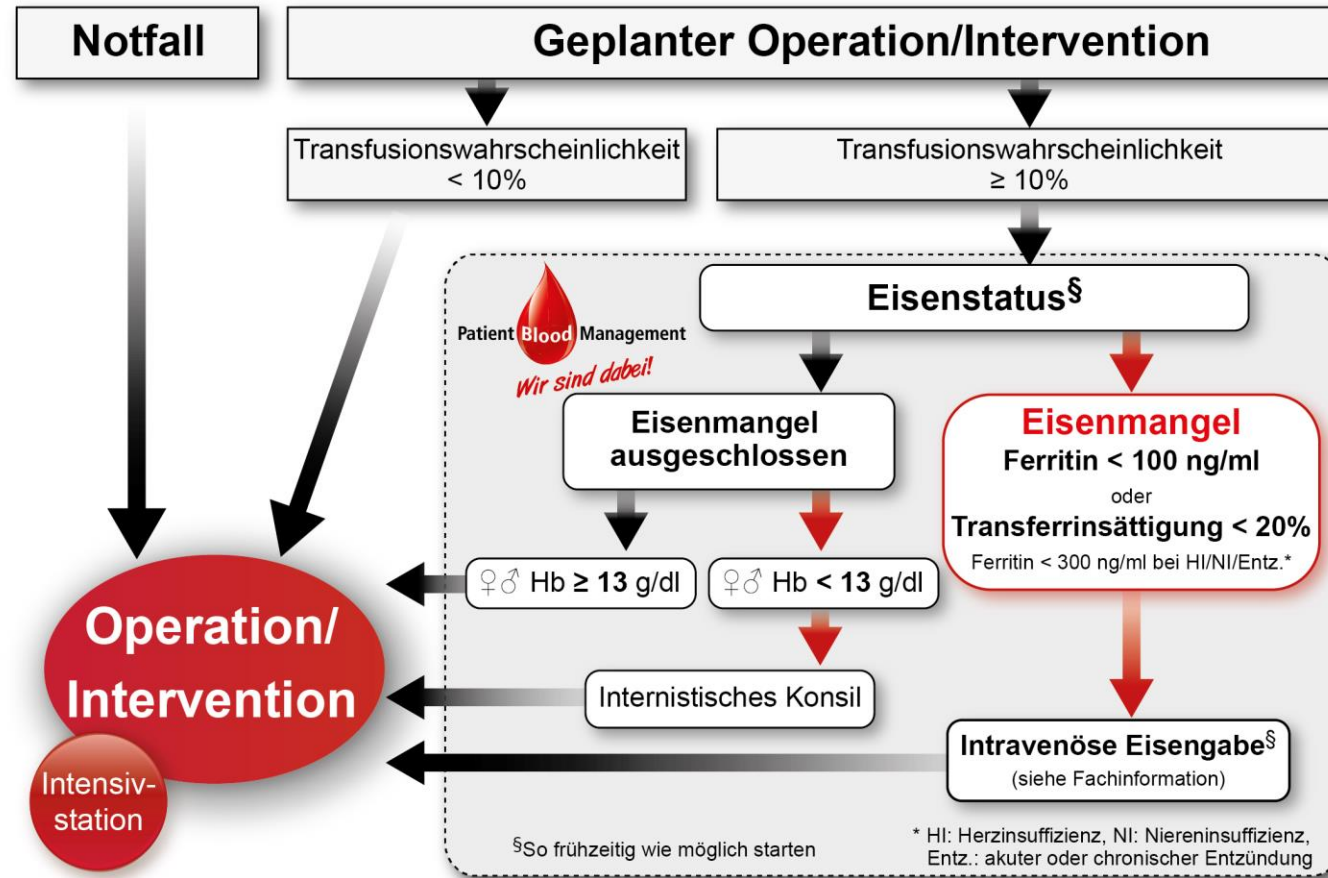 Notfall
Geplanter Operation/Intervention
Transfusionswahrscheinlichkeit
< 10%
Transfusionswahrscheinlichkeit
≥ 10%
Eisenstatus§
Patient Blood Management
Wir sind dabei!
Eisenmangel
ausgeschlossen
Eisenmangel
Ferritin < 100 ng/ml
oder
Transferrinsättigung < 20%
Ferritin < 300 ng/ml bei HI/NI/Entz.*
♀♂ Hb ≥ 13 g/dl
♀♂ Hb < 13 g/dl
Operation/
Intervention
Internistisches Konsil
Intravenöse Eisengabe§
(siehe Fachinformation)
Intensiv-
station
§So frühzeitig wie möglich starten
* HI: Herzinsuffizienz, NI: Niereninsuffizienz,
Entz.: akuter oder chronischer Entzündung